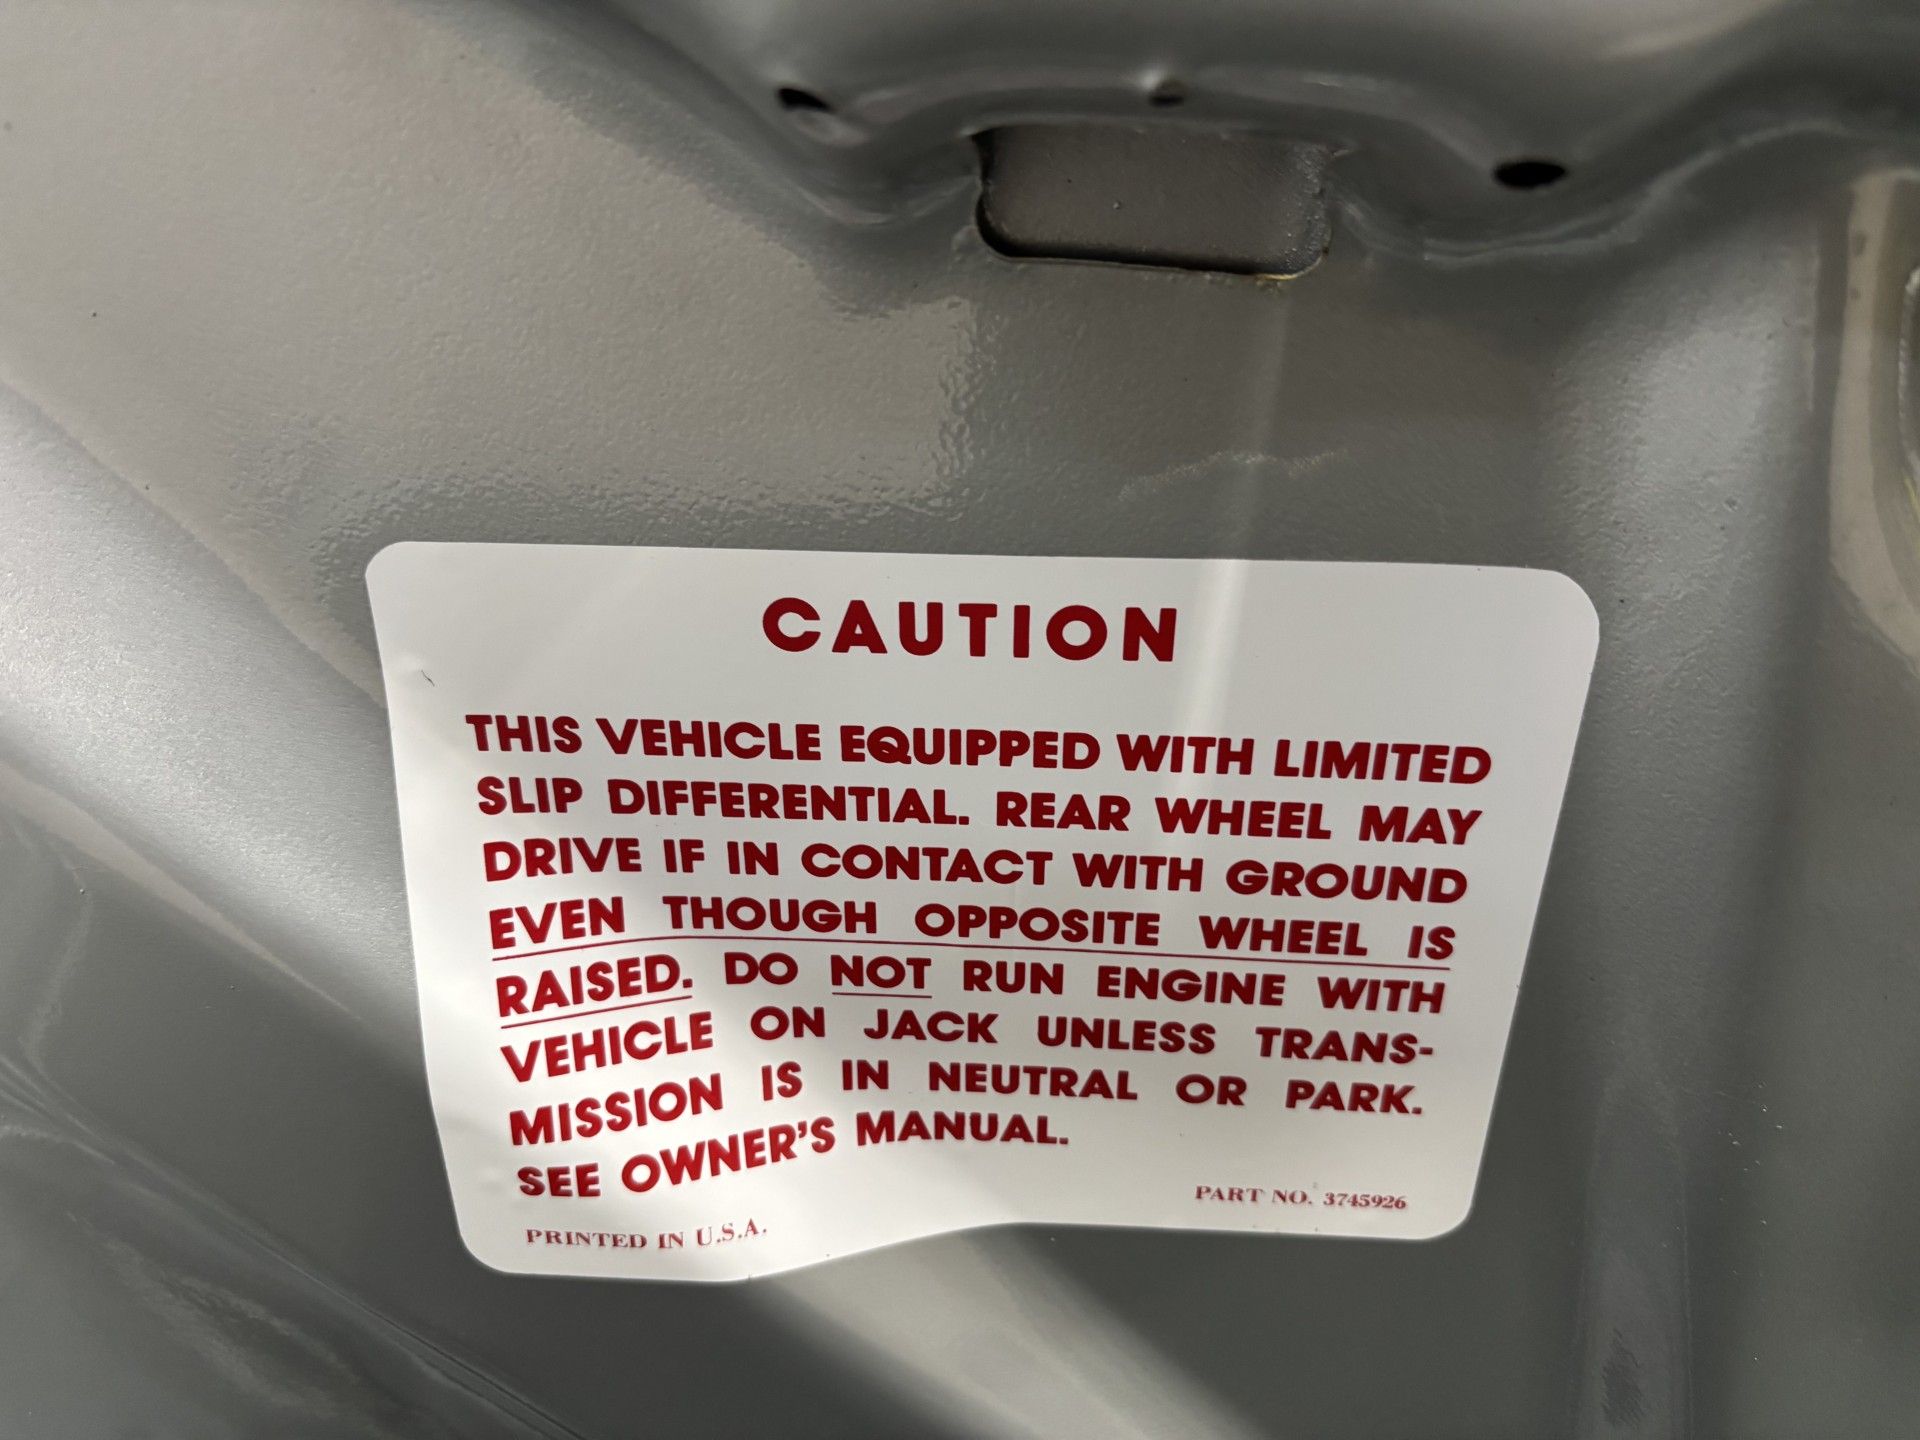 CAUTION
THIS VEHICLE EQUIPPED WITH LIMITED
SLIP DIFFERENTIAL. REAR WHEEL MAY
DRIVE IF IN CONTACT WITH GROUND
EVEN THOUGH OPPOSITE WHEEL IS
RAISED. DO NOT RUN ENGINE WITH
VEHICLE ON JACK UNLESS TRANS-
MISSION IS IN NEUTRAL OR PARK.
SEE OWNER'S MANUAL.
PART NO. 3745926
PRINTED IN U.S.A.